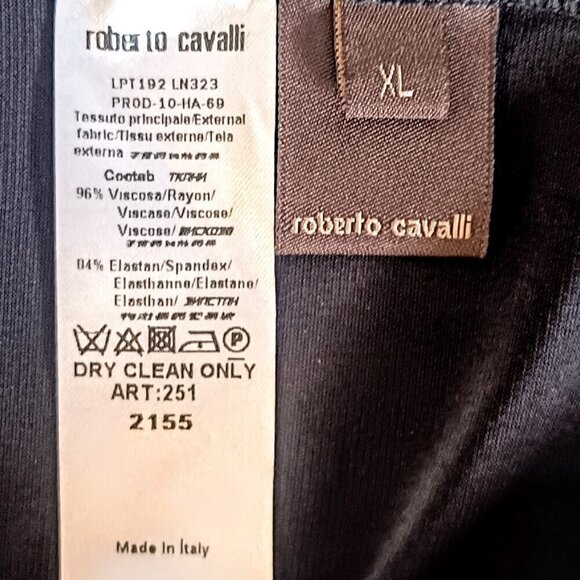 roberto cavalli
LPT192 LN323
PROD-10-HA-69
Tessuto principale/External
fabric/Tissu externe/Tela
externa
96% Viscosa/Rayon/
Viscase/Viscose/
Viscose/
04% Elastan/Spandex/
Elasthanne/Elastane/
Elasthan/
P
DRY CLEAN ONLY
ART:251
2155
Made In Italy
XL
roberto cavalli